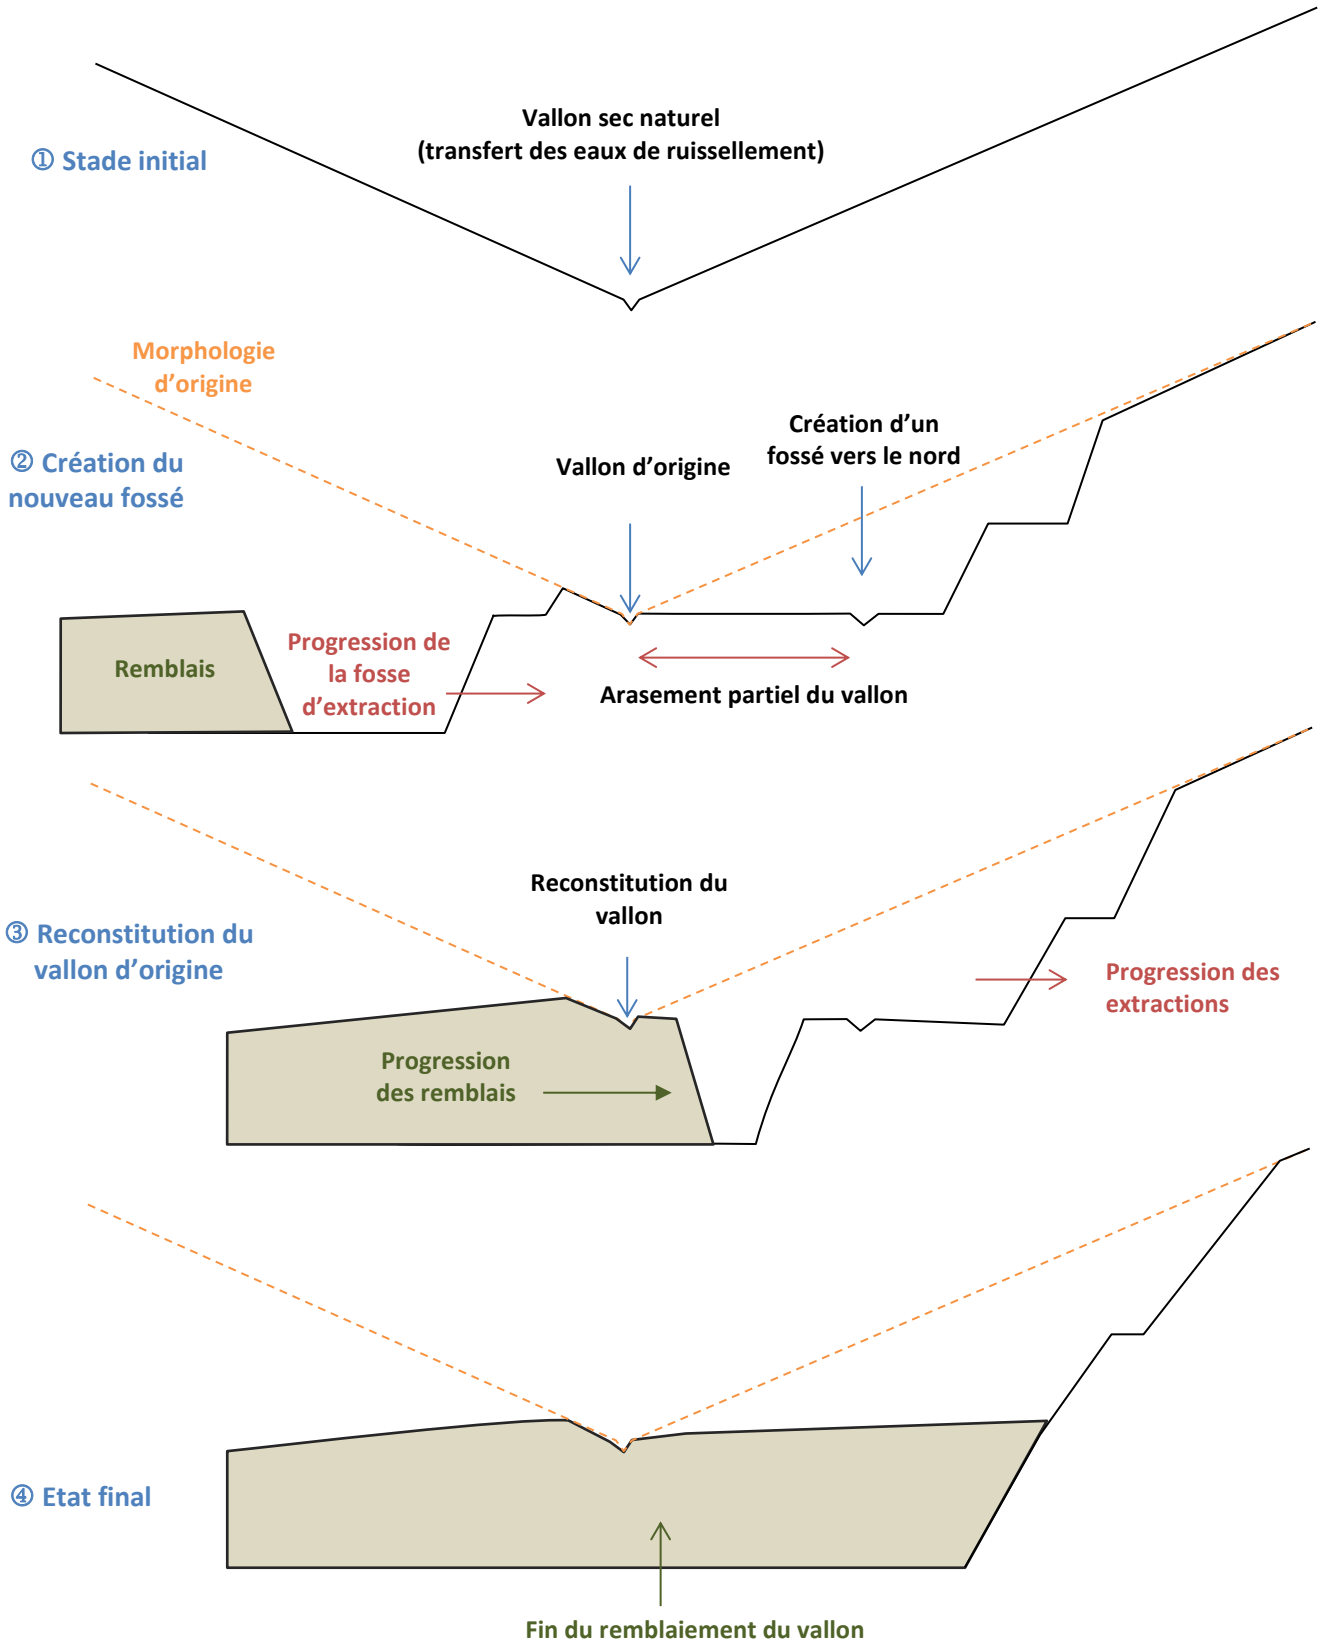 Vallon sec naturel
(transfert des eaux de ruissellement)
① Stade initial
Morphologie
d’origine
② Création du
nouveau fossé
Vallon d’origine
Création d’un
fossé vers le nord
Remblais
Progression de
la fosse
d’extraction
Arasement partiel du vallon
Reconstitution du
vallon
③ Reconstitution du
vallon d’origine
Progression des
extractions
Progression
des remblais
④ Etat final
Fin du remblaiement du vallon